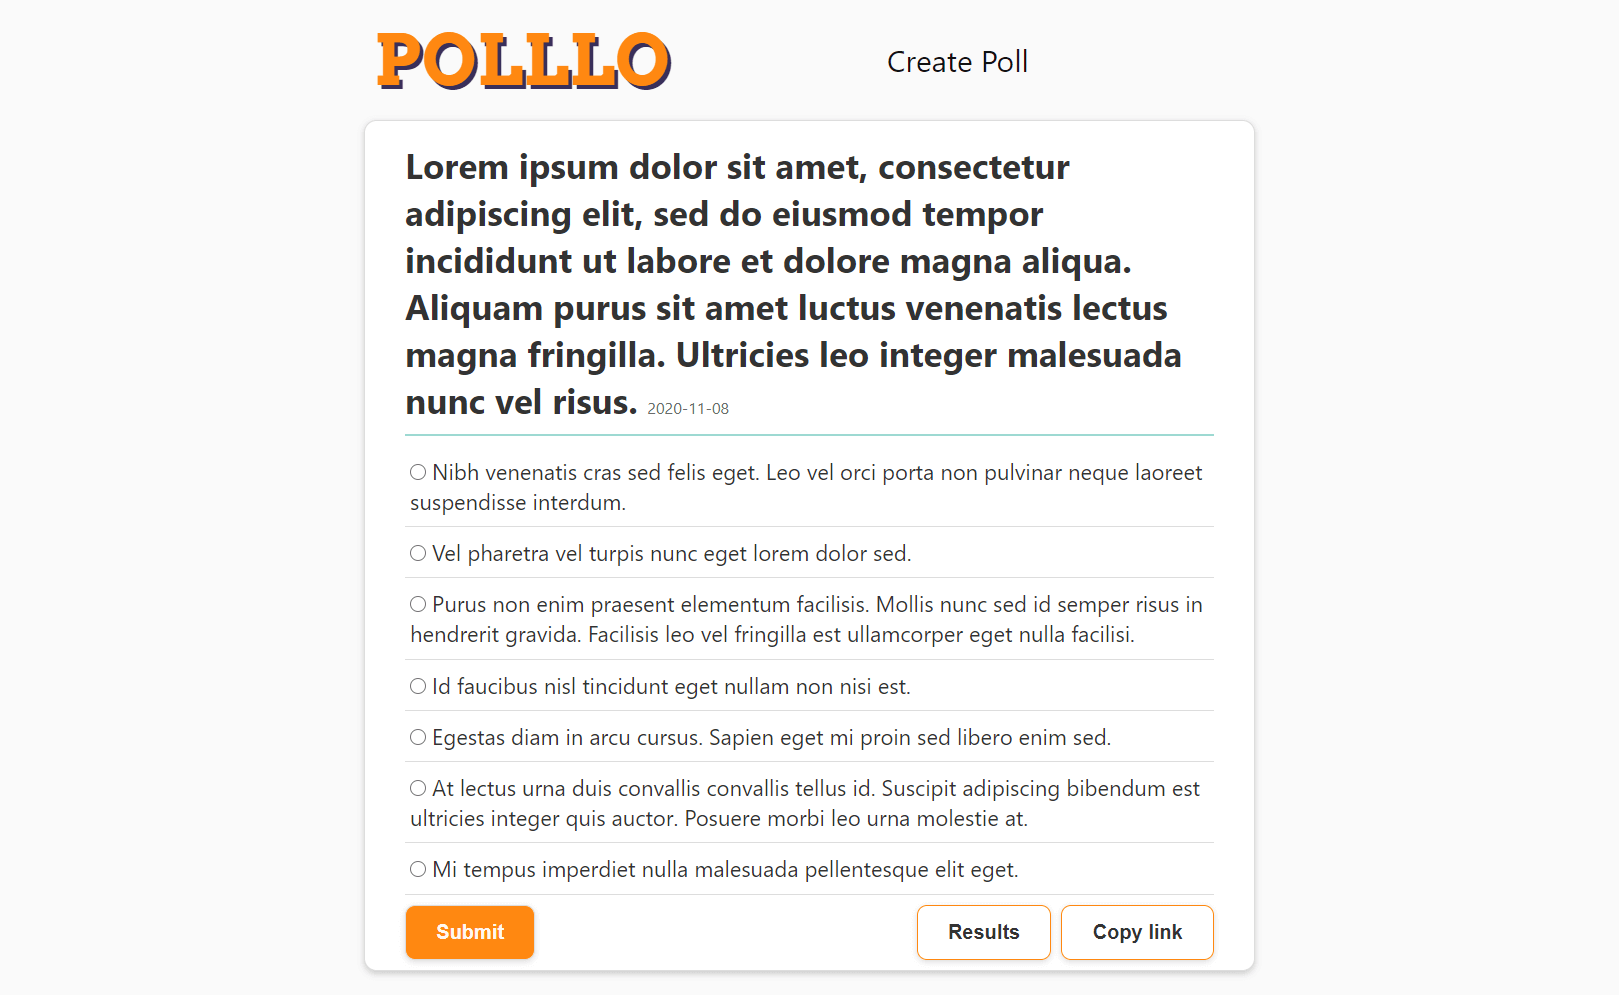 POLLLO
Create Poll
Lorem ipsum dolor sit amet, consectetur
adipiscing elit, sed do eiusmod tempor
incididunt ut labore et dolore magna aliqua.
Aliquam purus sit amet luctus venenatis lectus
magna fringilla. Ultricies leo integer malesuada
nunc vel risus. 2020-11-08
Nibh venenatis cras sed felis eget. Leo vel orci porta non pulvinar neque laoreet
suspendisse interdum.
Vel pharetra vel turpis nunc eget lorem dolor sed.
Purus non enim praesent elementum facilisis. Mollis nunc sed id semper risus in
hendrerit gravida. Facilisis leo vel fringilla est ullamcorper eget nulla facilisi.
Id faucibus nisl tincidunt eget nullam non nisi est.
Egestas diam in arcu cursus. Sapien eget mi proin sed libero enim sed.
At lectus urna duis convallis convallis tellus id. Suscipit adipiscing bibendum est
ultricies integer quis auctor. Posuere morbi leo urna molestie at.
Mi tempus imperdiet nulla malesuada pellentesque elit eget.
Submit
Results
Copy link